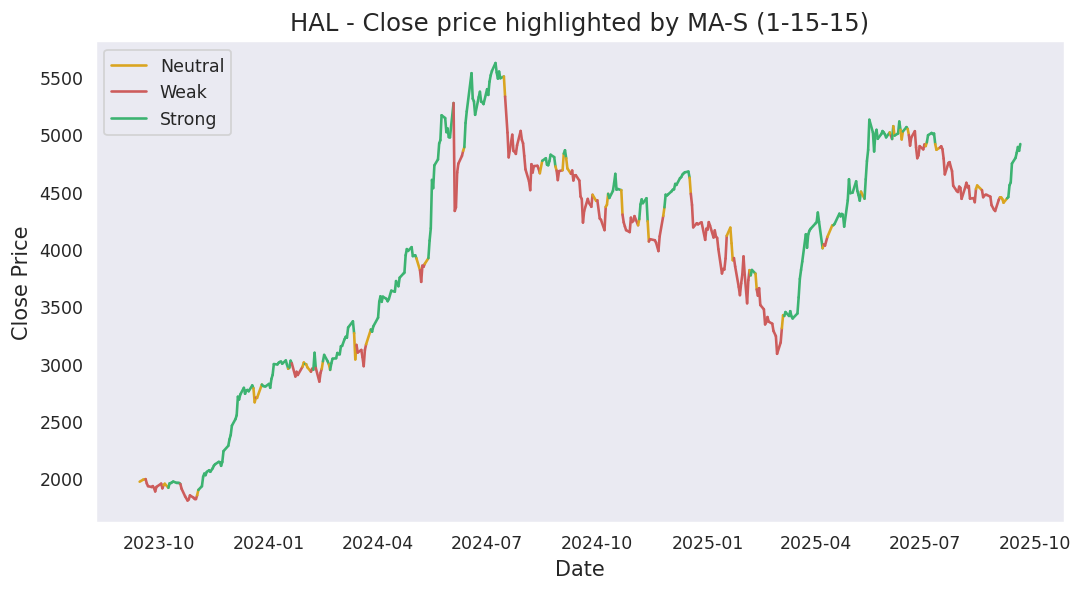 HAL - Close price highlighted by MA-S (1-15-15)
Neutral
Weak
Strong
Close Price
5500
5000
4500
4000
3500
3000
2500
2000
2023-10 2024-01 2024-04 2024-07 2024-10 2025-01 2025-04 2025-07 2025-10
Date